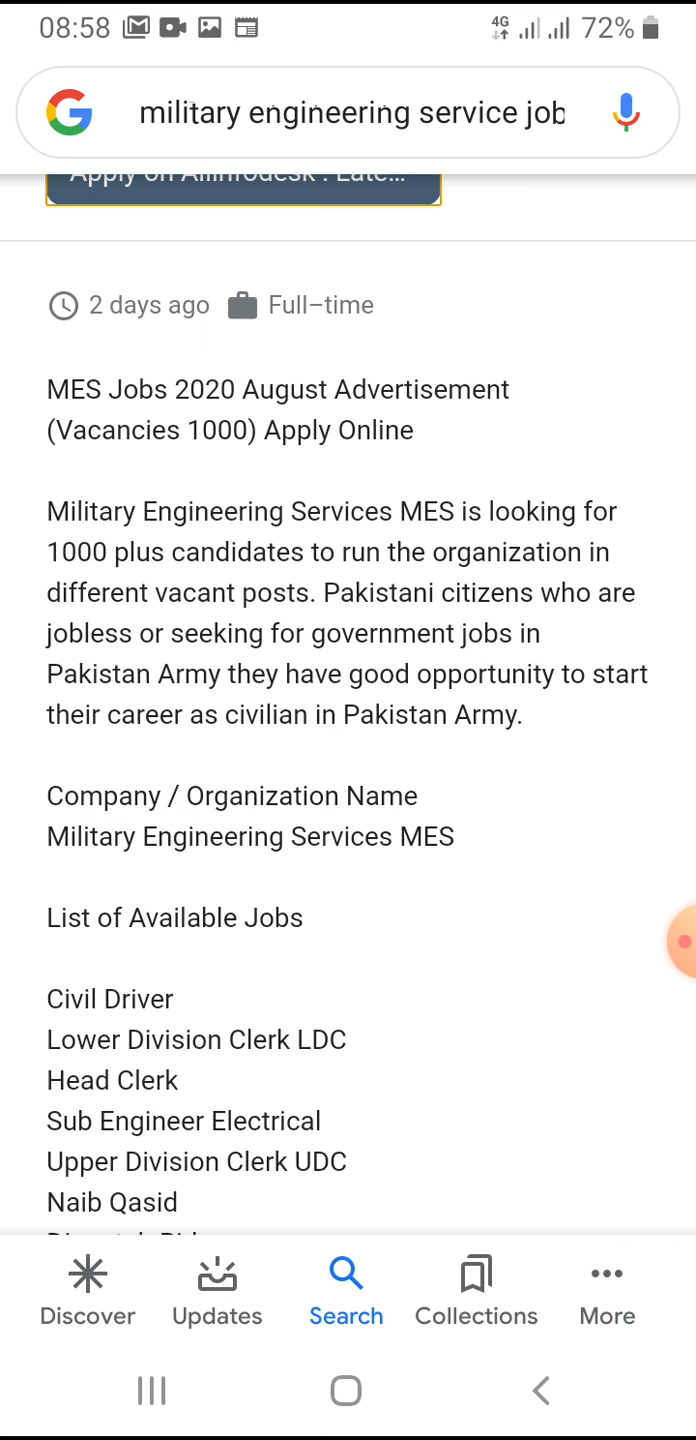 08:58
4G
72%
military engineering service job
Apply on
2 days ago
Full-time
MES Jobs 2020 August Advertisement
(Vacancies 1000) Apply Online
Military Engineering Services MES is looking for
1000 plus candidates to run the organization in
different vacant posts. Pakistani citizens who are
jobless or seeking for government jobs in
Pakistan Army they have good opportunity to start
their career as civilian in Pakistan Army.
Company / Organization Name
Military Engineering Services MES
List of Available Jobs
Civil Driver
Lower Division Clerk LDC
Head Clerk
Sub Engineer Electrical
Upper Division Clerk UDC
Naib Qasid
Discover
Updates
Search
Collections
More